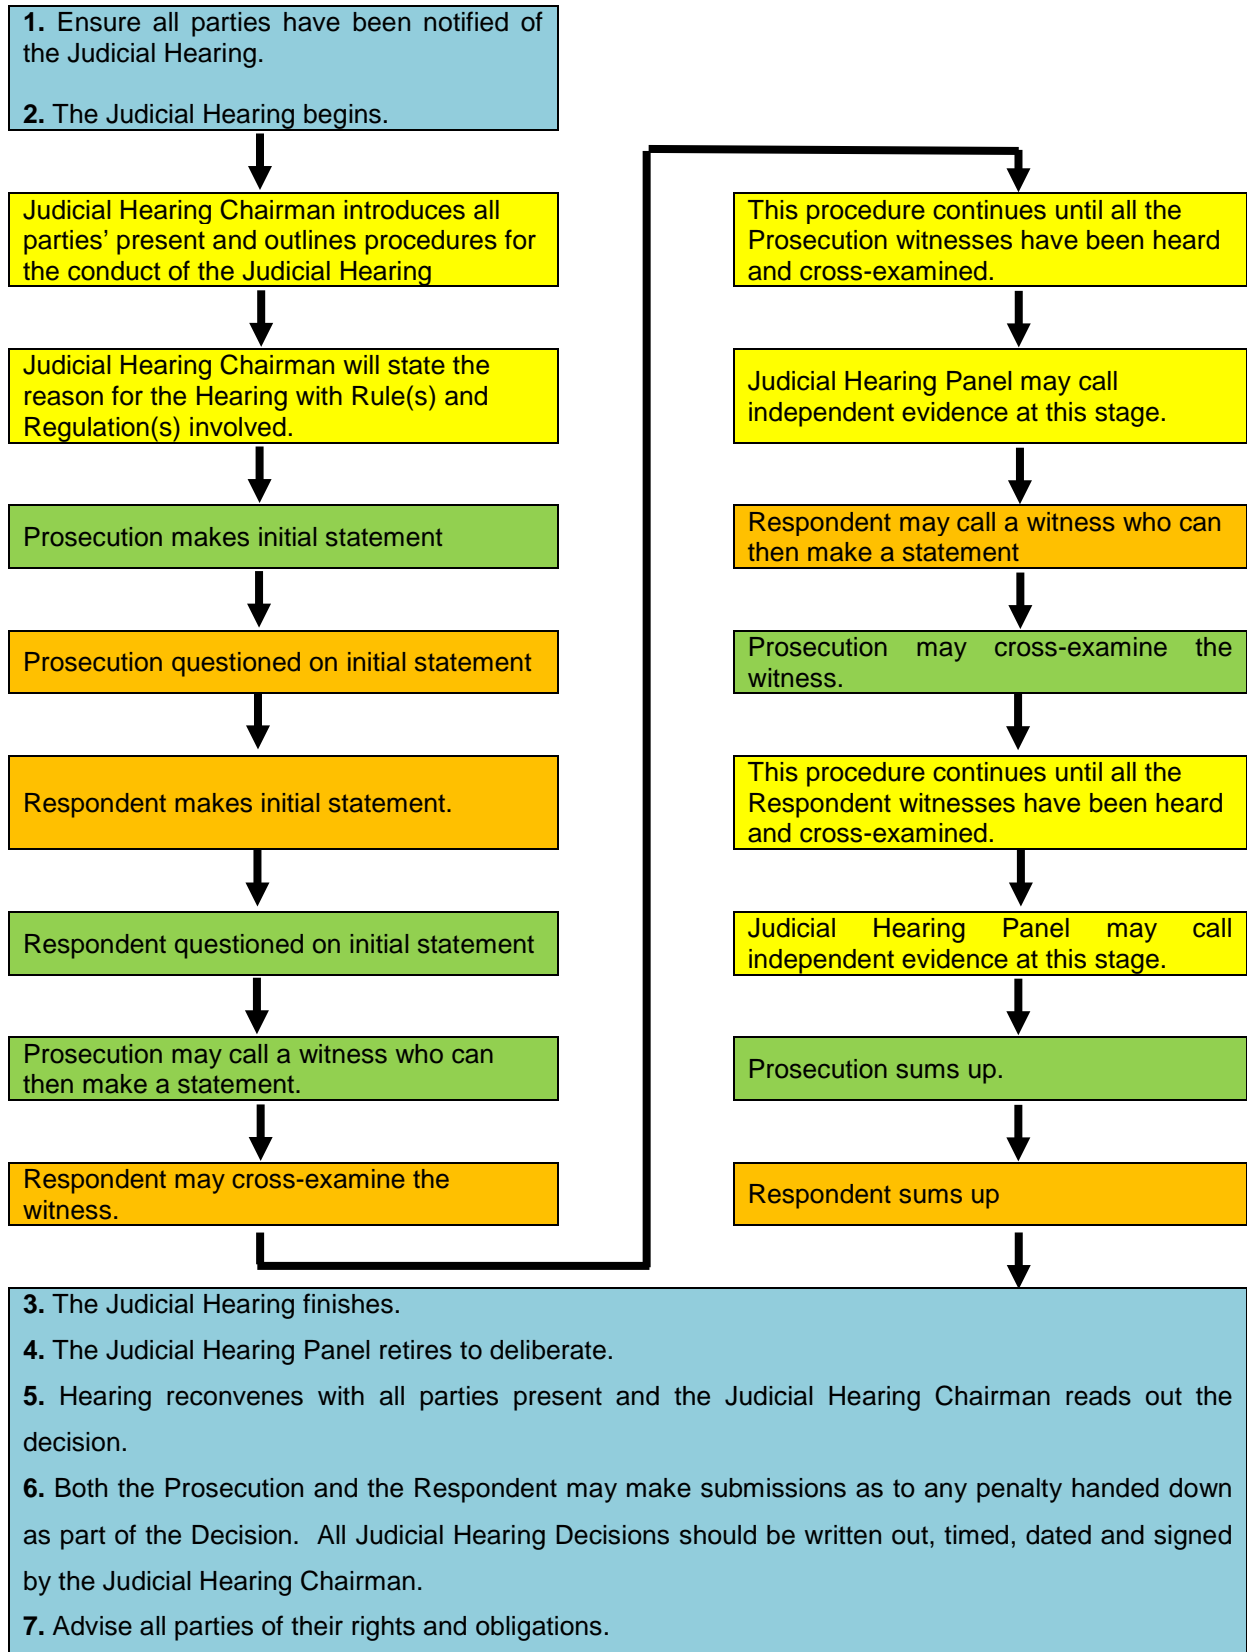 1. Ensure all parties have been notified of
the Judicial Hearing.
2. The Judicial Hearing begins.
Judicial Hearing Chairman introduces all
parties’ present and outlines procedures for
the conduct of the Judicial Hearing
Judicial Hearing Chairman will state the
reason for the Hearing with Rule(s) and
Regulation(s) involved.
Prosecution makes initial statement
Prosecution questioned on initial statement
Respondent makes initial statement.
Respondent questioned on initial statement
Prosecution may call a witness who can
then make a statement.
Respondent may cross-examine the
witness.
This procedure continues until all the
Prosecution witnesses have been heard
and cross-examined.
Judicial Hearing Panel may call
independent evidence at this stage.
Respondent may call a witness who can
then make a statement
Prosecution may cross-examine the
witness.
This procedure continues until all the
Respondent witnesses have been heard
and cross-examined.
Judicial Hearing Panel may call
independent evidence at this stage.
Prosecution sums up.
Respondent sums up
3. The Judicial Hearing finishes.
4. The Judicial Hearing Panel retires to deliberate.
5. Hearing reconvenes with all parties present and the Judicial Hearing Chairman reads out the
decision.
6. Both the Prosecution and the Respondent may make submissions as to any penalty handed down
as part of the Decision. All Judicial Hearing Decisions should be written out, timed, dated and signed
by the Judicial Hearing Chairman.
7. Advise all parties of their rights and obligations.